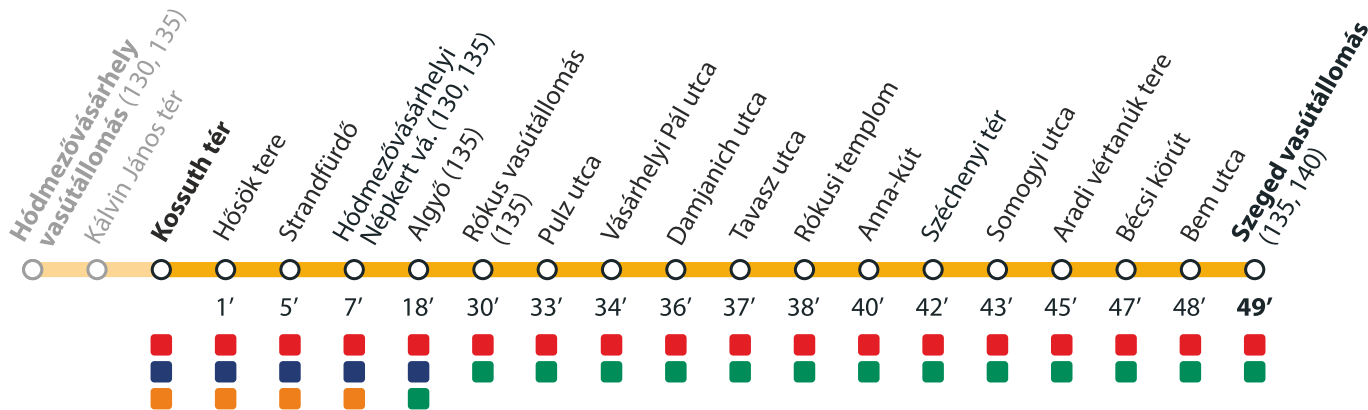 Hódmezővásárhely
vasútállomás (130, 135)
Kálvin János tér
Kossuth tér
Hősök tere
Strandfürdő
Hódmezővásárhelyi
Népkert vá. (130, 135)
Algyő (135)
Rókus vasútállomás
(135)
Pulz utca
Vásárhelyi Pál utca
Damjanich utca
Tavasz utca
Rókusi templom
Anna-kút
Széchenyi tér
Somogyi utca
Aradi vértanúk tere
Bécsi körút
Bem utca
Szeged vasútállomás
(135, 140)
1’ 5’ 7’ 18’ 30’ 33’ 34’ 36’ 37’ 38’ 40’ 42’ 43’ 45’ 47’ 48’ 49’